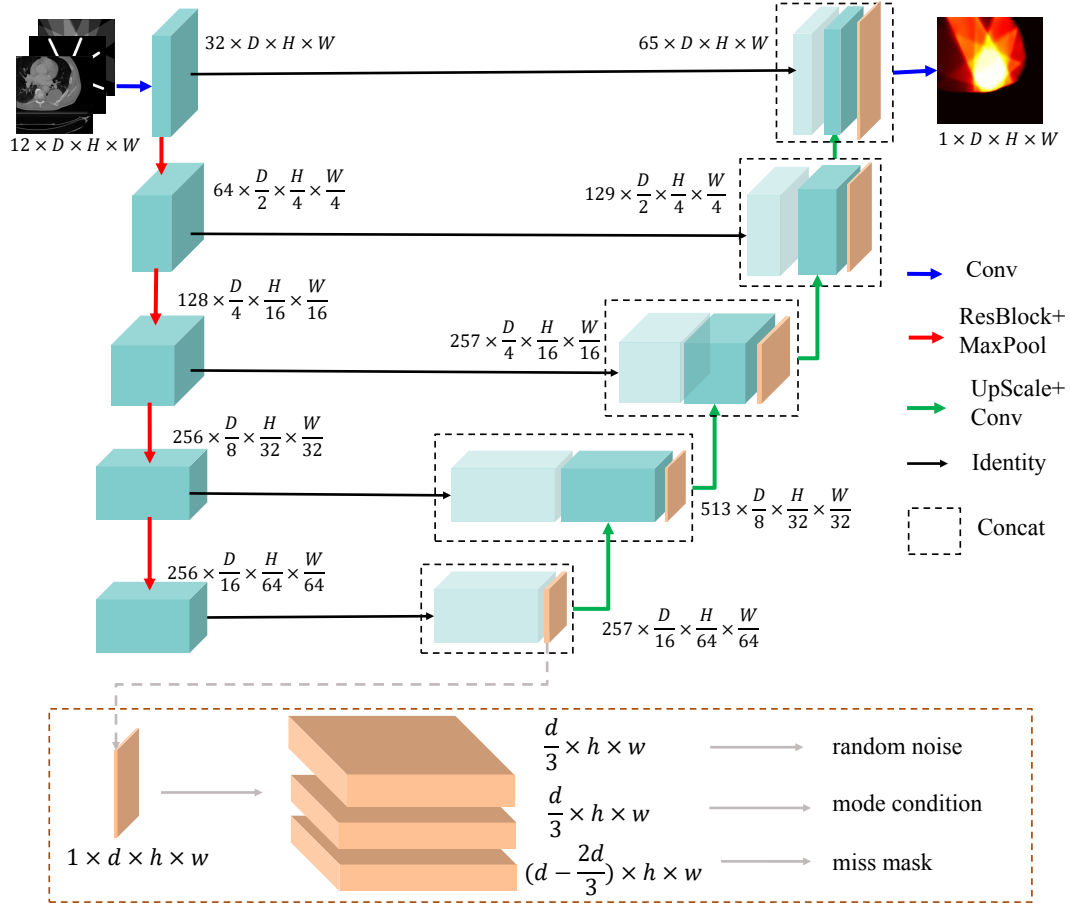 32 × D × H × W
65 × D × H × W
12 × D × H × W
1 × D × H × W
64 × D/2 × H/4 × W/4
129 × D/2 × H/4 × W/4
Conv
128 × D/4 × H/16 × W/16
257 × D/4 × H/16 × W/16
ResBlock+
MaxPool
UpScale+
Conv
256 × D/8 × H/32 × W/32
Identity
513 × D/8 × H/32 × W/32
Concat
256 × D/16 × H/64 × W/64
257 × D/16 × H/64 × W/64
d/3 × h × w
random noise
d/3 × h × w
mode condition
1 × d × h × w
(d − 2d/3) × h × w
miss mask